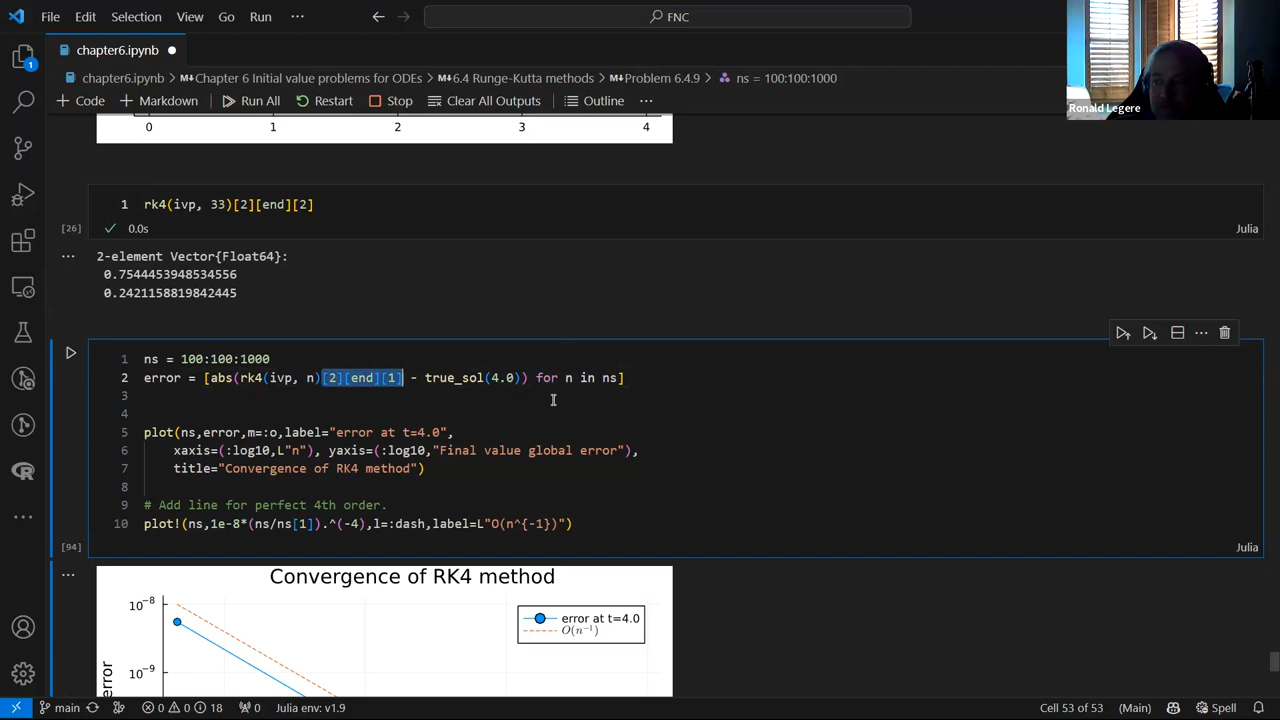 File Edit Selection View Go Run ··· FNC
chapter6.ipynb
chapter6.ipynb > Chapter 6. Initial value problems for ODEs > 6.4 Runge-Kutta methods > Problem 6.4.9 > ns = 100:100:1000
Code Markdown Run All Restart Stop Clear All Outputs Outline ···
Ronald Legere
0 1 2 3 4
1 rk4(ivp, 33)[2][end][2]
[26] 0.0s Julia
2-element Vector{Float64}:
0.7544453948534556
0.2421158819842445
1 ns = 100:100:1000
2 error = [abs(rk4(ivp, n)[2][end][1] - true_sol(4.0)) for n in ns]
3
4
5 plot(ns,error,m=:o,label="error at t=4.0",
6 xaxis=(:log10,L"n"), yaxis=(:log10,"Final value global error"),
7 title="Convergence of RK4 method")
8
9 # Add line for perfect 4th order.
10 plot!(ns,1e-8*(ns/ns[1]).^(-4),l=:dash,label=L"O(n^{-1})")
[94] Julia
Convergence of RK4 method
10⁻⁸
error at t=4.0
O(n⁻¹)
10⁻⁹
error
main 0 0 18 0 Julia env: v1.9 Cell 53 of 53 (Main) Spell